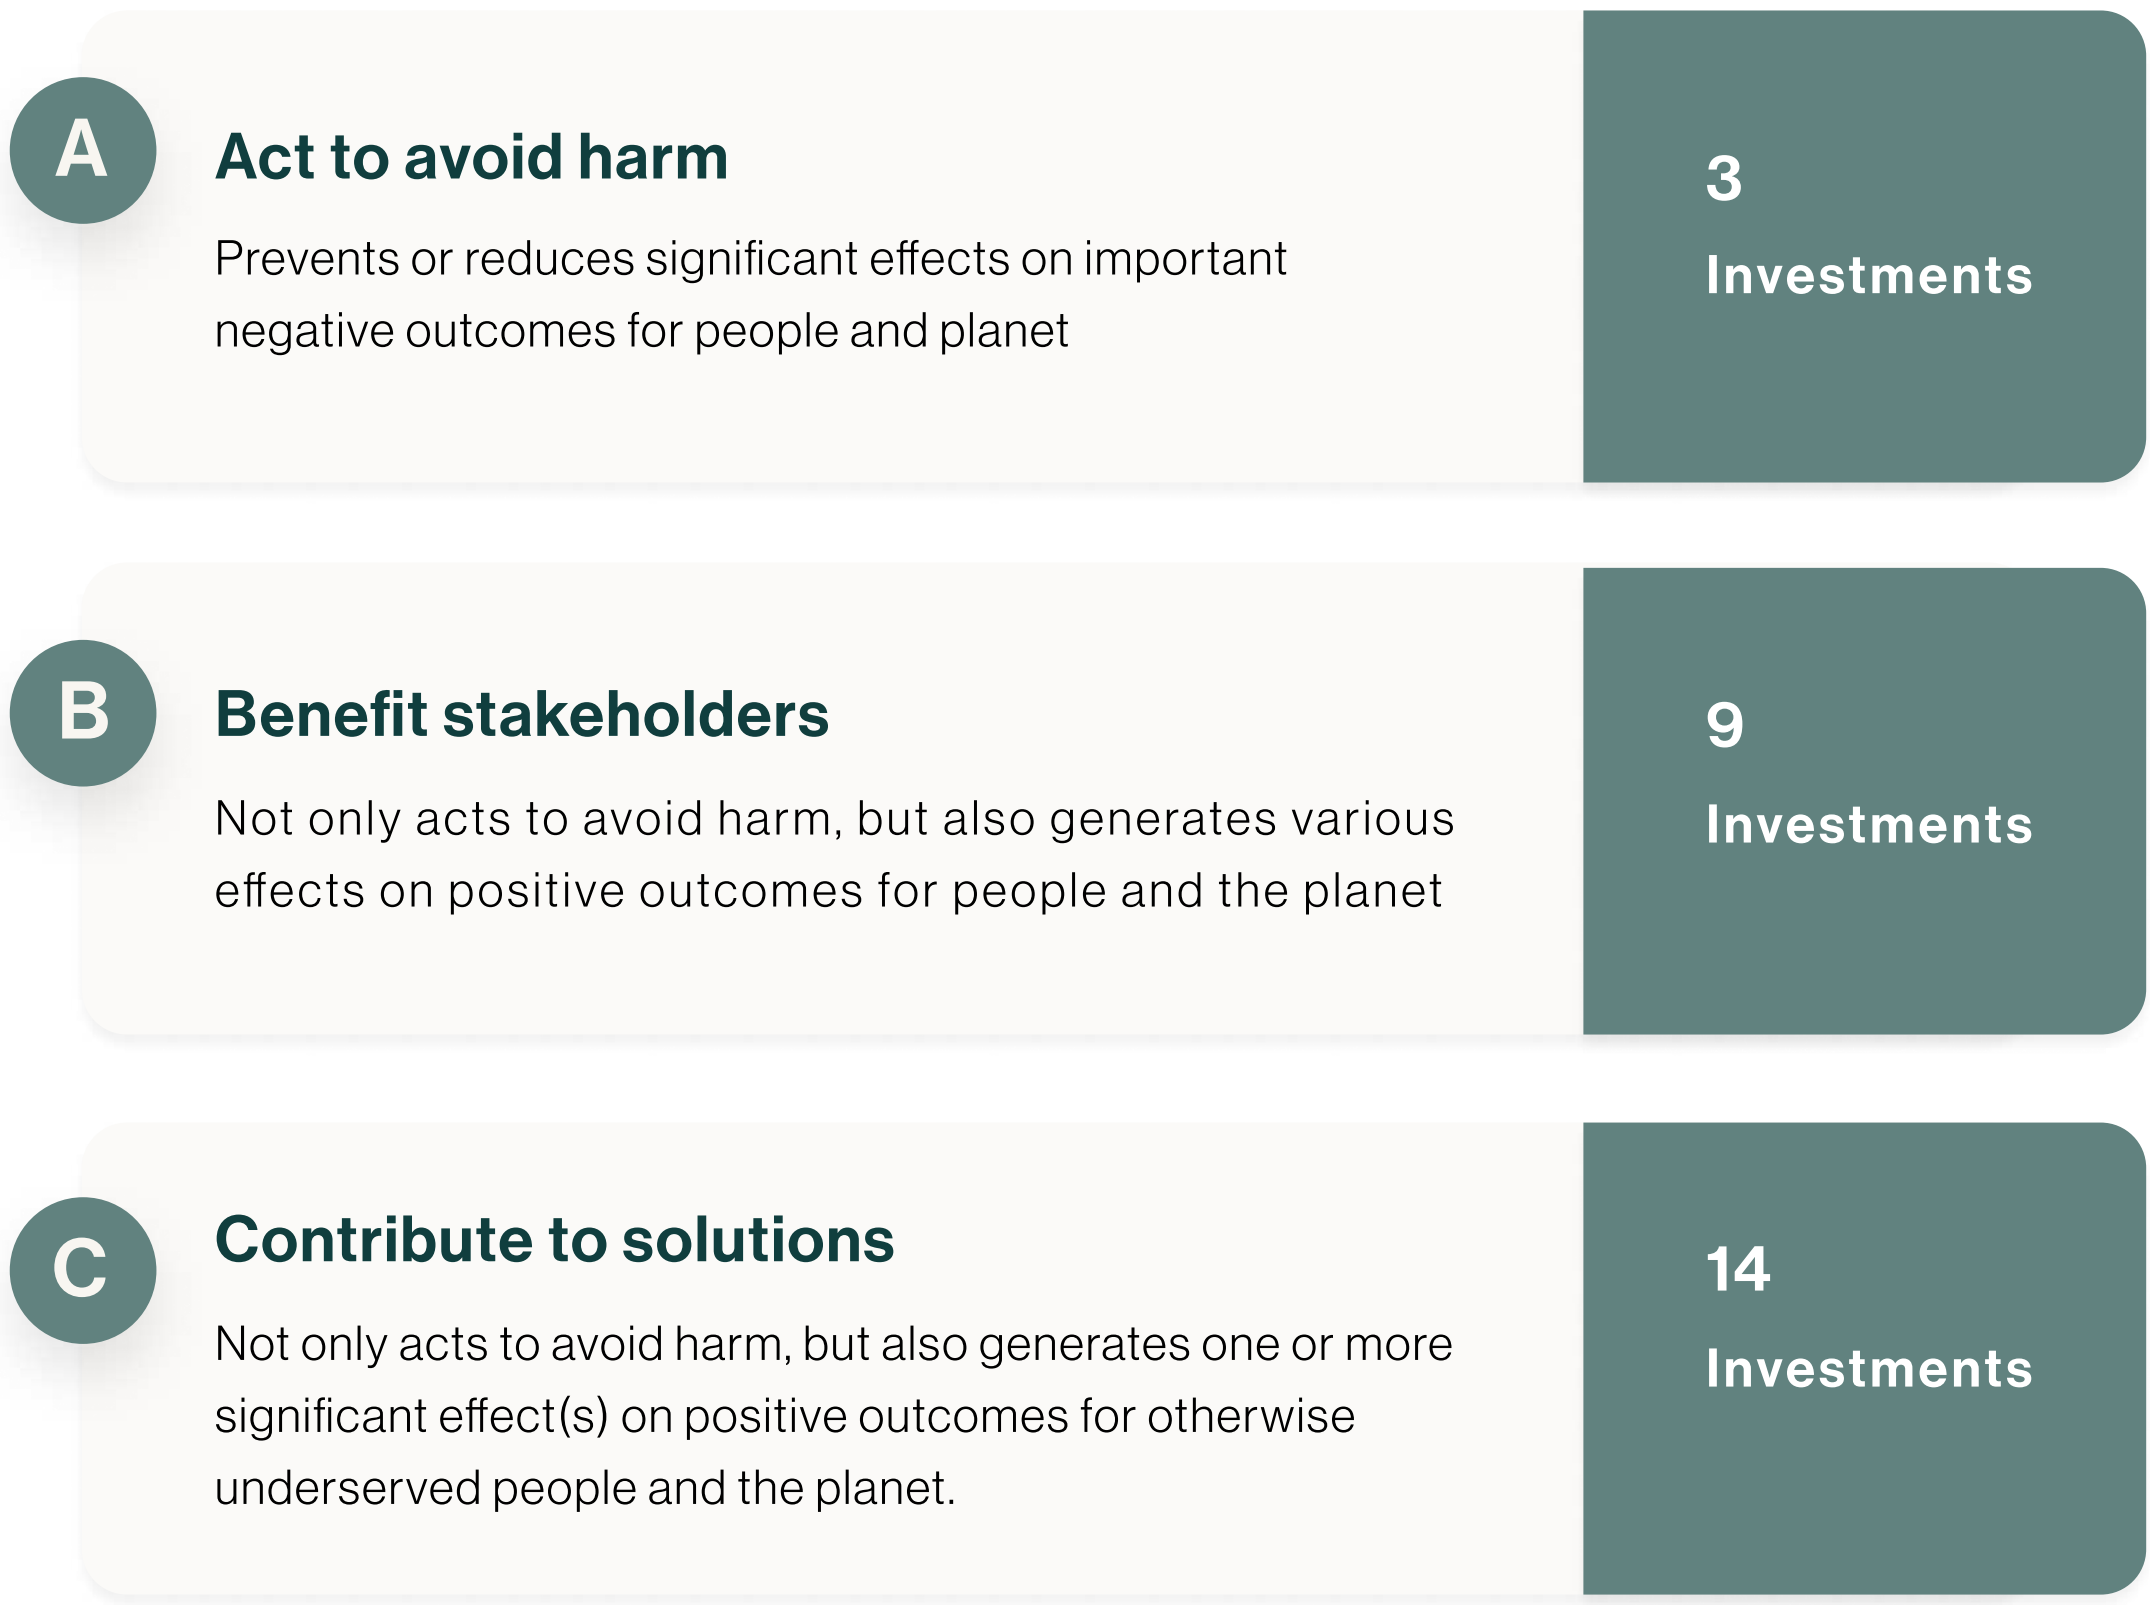 A
Act to avoid harm
Prevents or reduces significant effects on important
negative outcomes for people and planet
3
Investments
B
Benefit stakeholders
Not only acts to avoid harm, but also generates various
effects on positive outcomes for people and the planet
9
Investments
C
Contribute to solutions
Not only acts to avoid harm, but also generates one or more
significant effect(s) on positive outcomes for otherwise
underserved people and the planet.
14
Investments